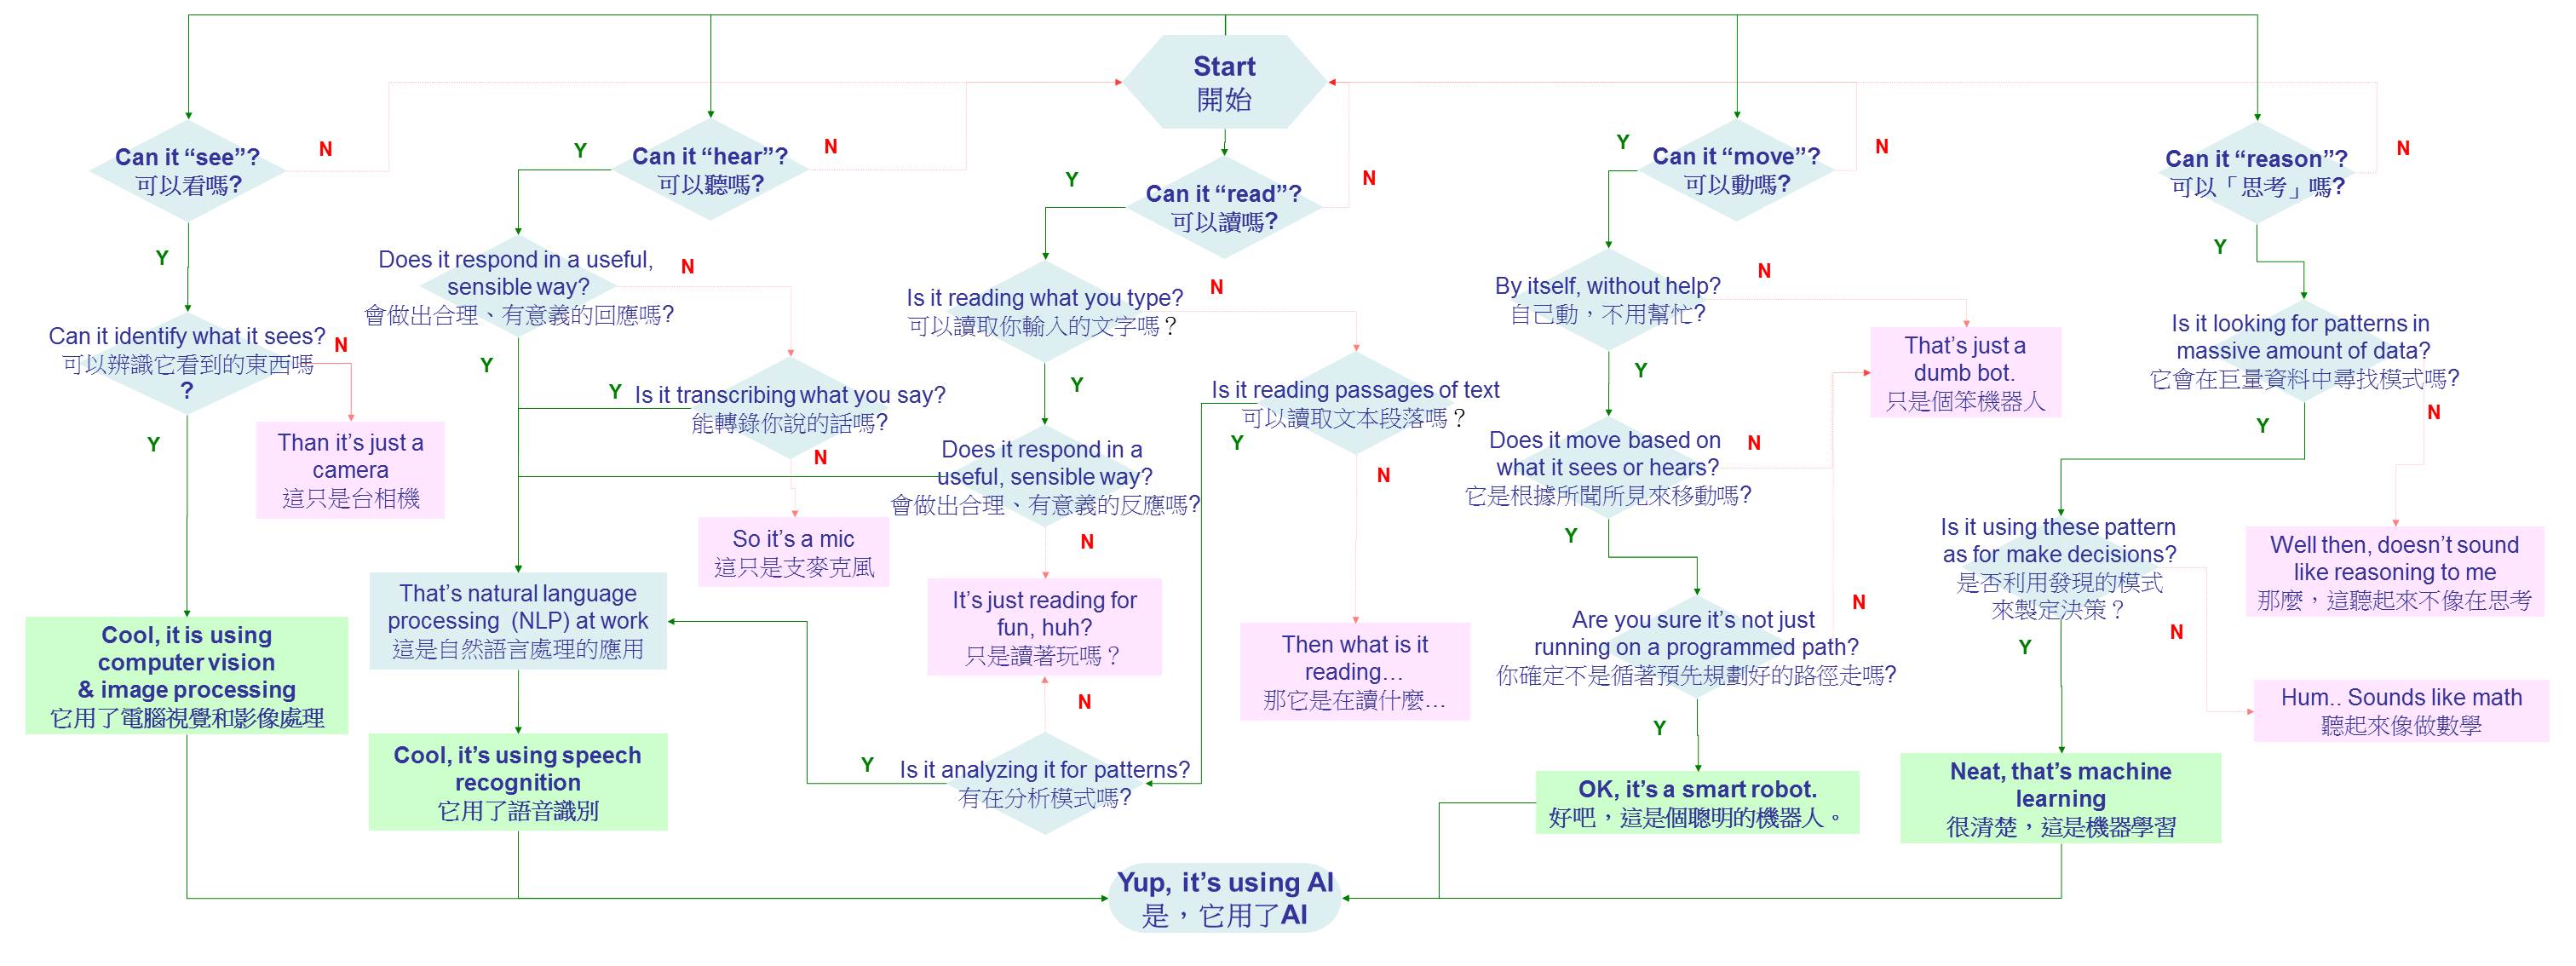 Start
開始
Can it “see”?
可以看嗎?
N
Y
Can it identify what it sees?
可以辨識它看到的東西嗎
?
N
Y
Than it’s just a
camera
這只是台相機
Cool, it is using
computer vision
& image processing
它用了電腦視覺和影像處理
Can it “hear”?
可以聽嗎?
Y
N
Does it respond in a useful,
sensible way?
會做出合理、有意義的回應嗎?
N
Y
Is it transcribing what you say?
能轉錄你說的話嗎?
Y
N
So it’s a mic
這只是支麥克風
That’s natural language
processing (NLP) at work
這是自然語言處理的應用
Cool, it’s using speech
recognition
它用了語音識別
Can it “read”?
可以讀嗎?
Y
N
Is it reading what you type?
可以讀取你輸入的文字嗎？
N
Y
Does it respond in a
useful, sensible way?
會做出合理、有意義的反應嗎?
N
It’s just reading for
fun, huh?
只是讀著玩嗎？
N
Is it analyzing it for patterns?
有在分析模式嗎?
Y
Is it reading passages of text
可以讀取文本段落嗎？
Y
N
Then what is it
reading…
那它是在讀什麼…
Can it “move”?
可以動嗎?
Y
N
By itself, without help?
自己動，不用幫忙?
N
Y
That’s just a
dumb bot.
只是個笨機器人
Does it move based on
what it sees or hears?
它是根據所聞所見來移動嗎?
N
Y
Are you sure it’s not just
running on a programmed path?
你確定不是循著預先規劃好的路徑走嗎?
N
Y
OK, it’s a smart robot.
好吧，這是個聰明的機器人。
Can it “reason”?
可以「思考」嗎?
N
Y
Is it looking for patterns in
massive amount of data?
它會在巨量資料中尋找模式嗎?
N
Y
Well then, doesn’t sound
like reasoning to me
那麼，這聽起來不像在思考
Is it using these pattern
as for make decisions?
是否利用發現的模式
來製定決策？
N
Y
Hum.. Sounds like math
聽起來像做數學
Neat, that’s machine
learning
很清楚，這是機器學習
Yup, it’s using AI
是，它用了AI